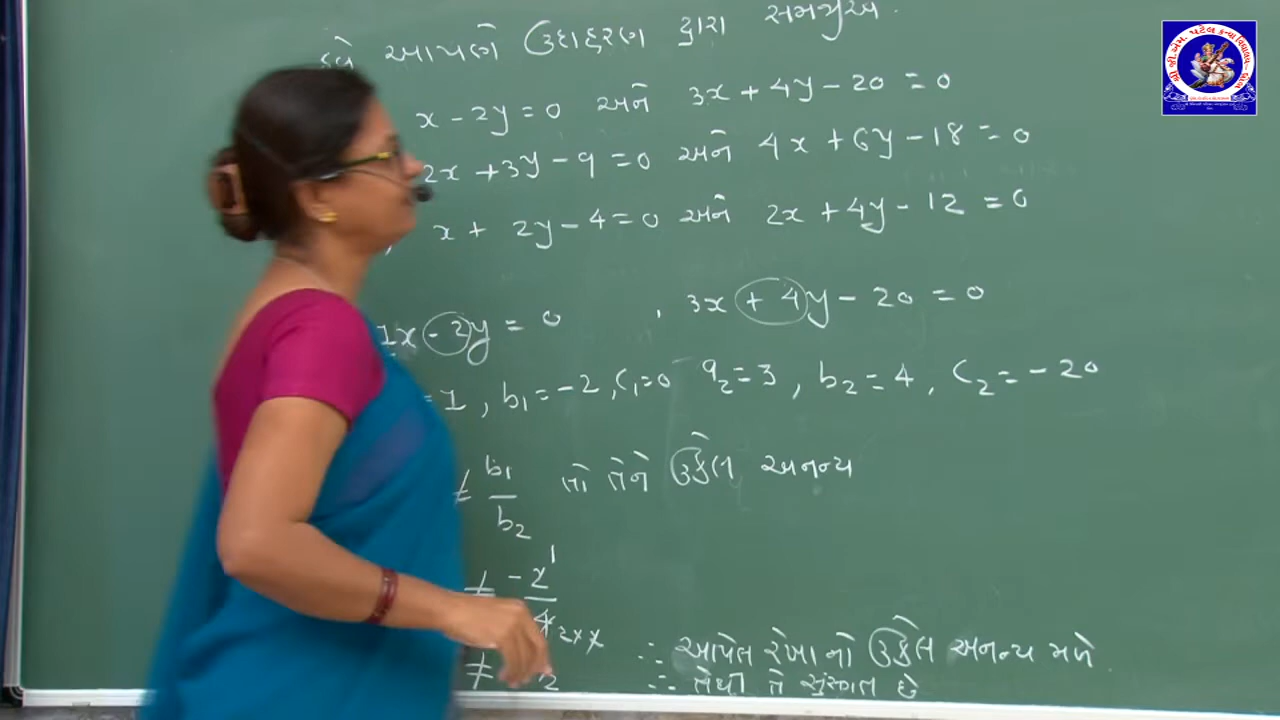 હવે આપણે ઉદાહરણ દ્વારા સમજીએ.
x - 2y = 0 અને 3x + 4y - 20 = 0
2x + 3y - 9 = 0 અને 4x + 6y - 18 = 0
x + 2y - 4 = 0 અને 2x + 4y - 12 = 0
1x - 2y = 0 , 3x + 4y - 20 = 0
= 1, b₁ = -2, C₁ = 0 a₂ = 3, b₂ = 4, C₂ = -20
≠ b₁/b₂ તો તેને ઉકેલ અનન્ય
≠ -2¹/4₂
∴ આપેલ રેખાનો ઉકેલ અનન્ય મળે.
≠ 2 ∴ તેથી તે સુસંગત છે